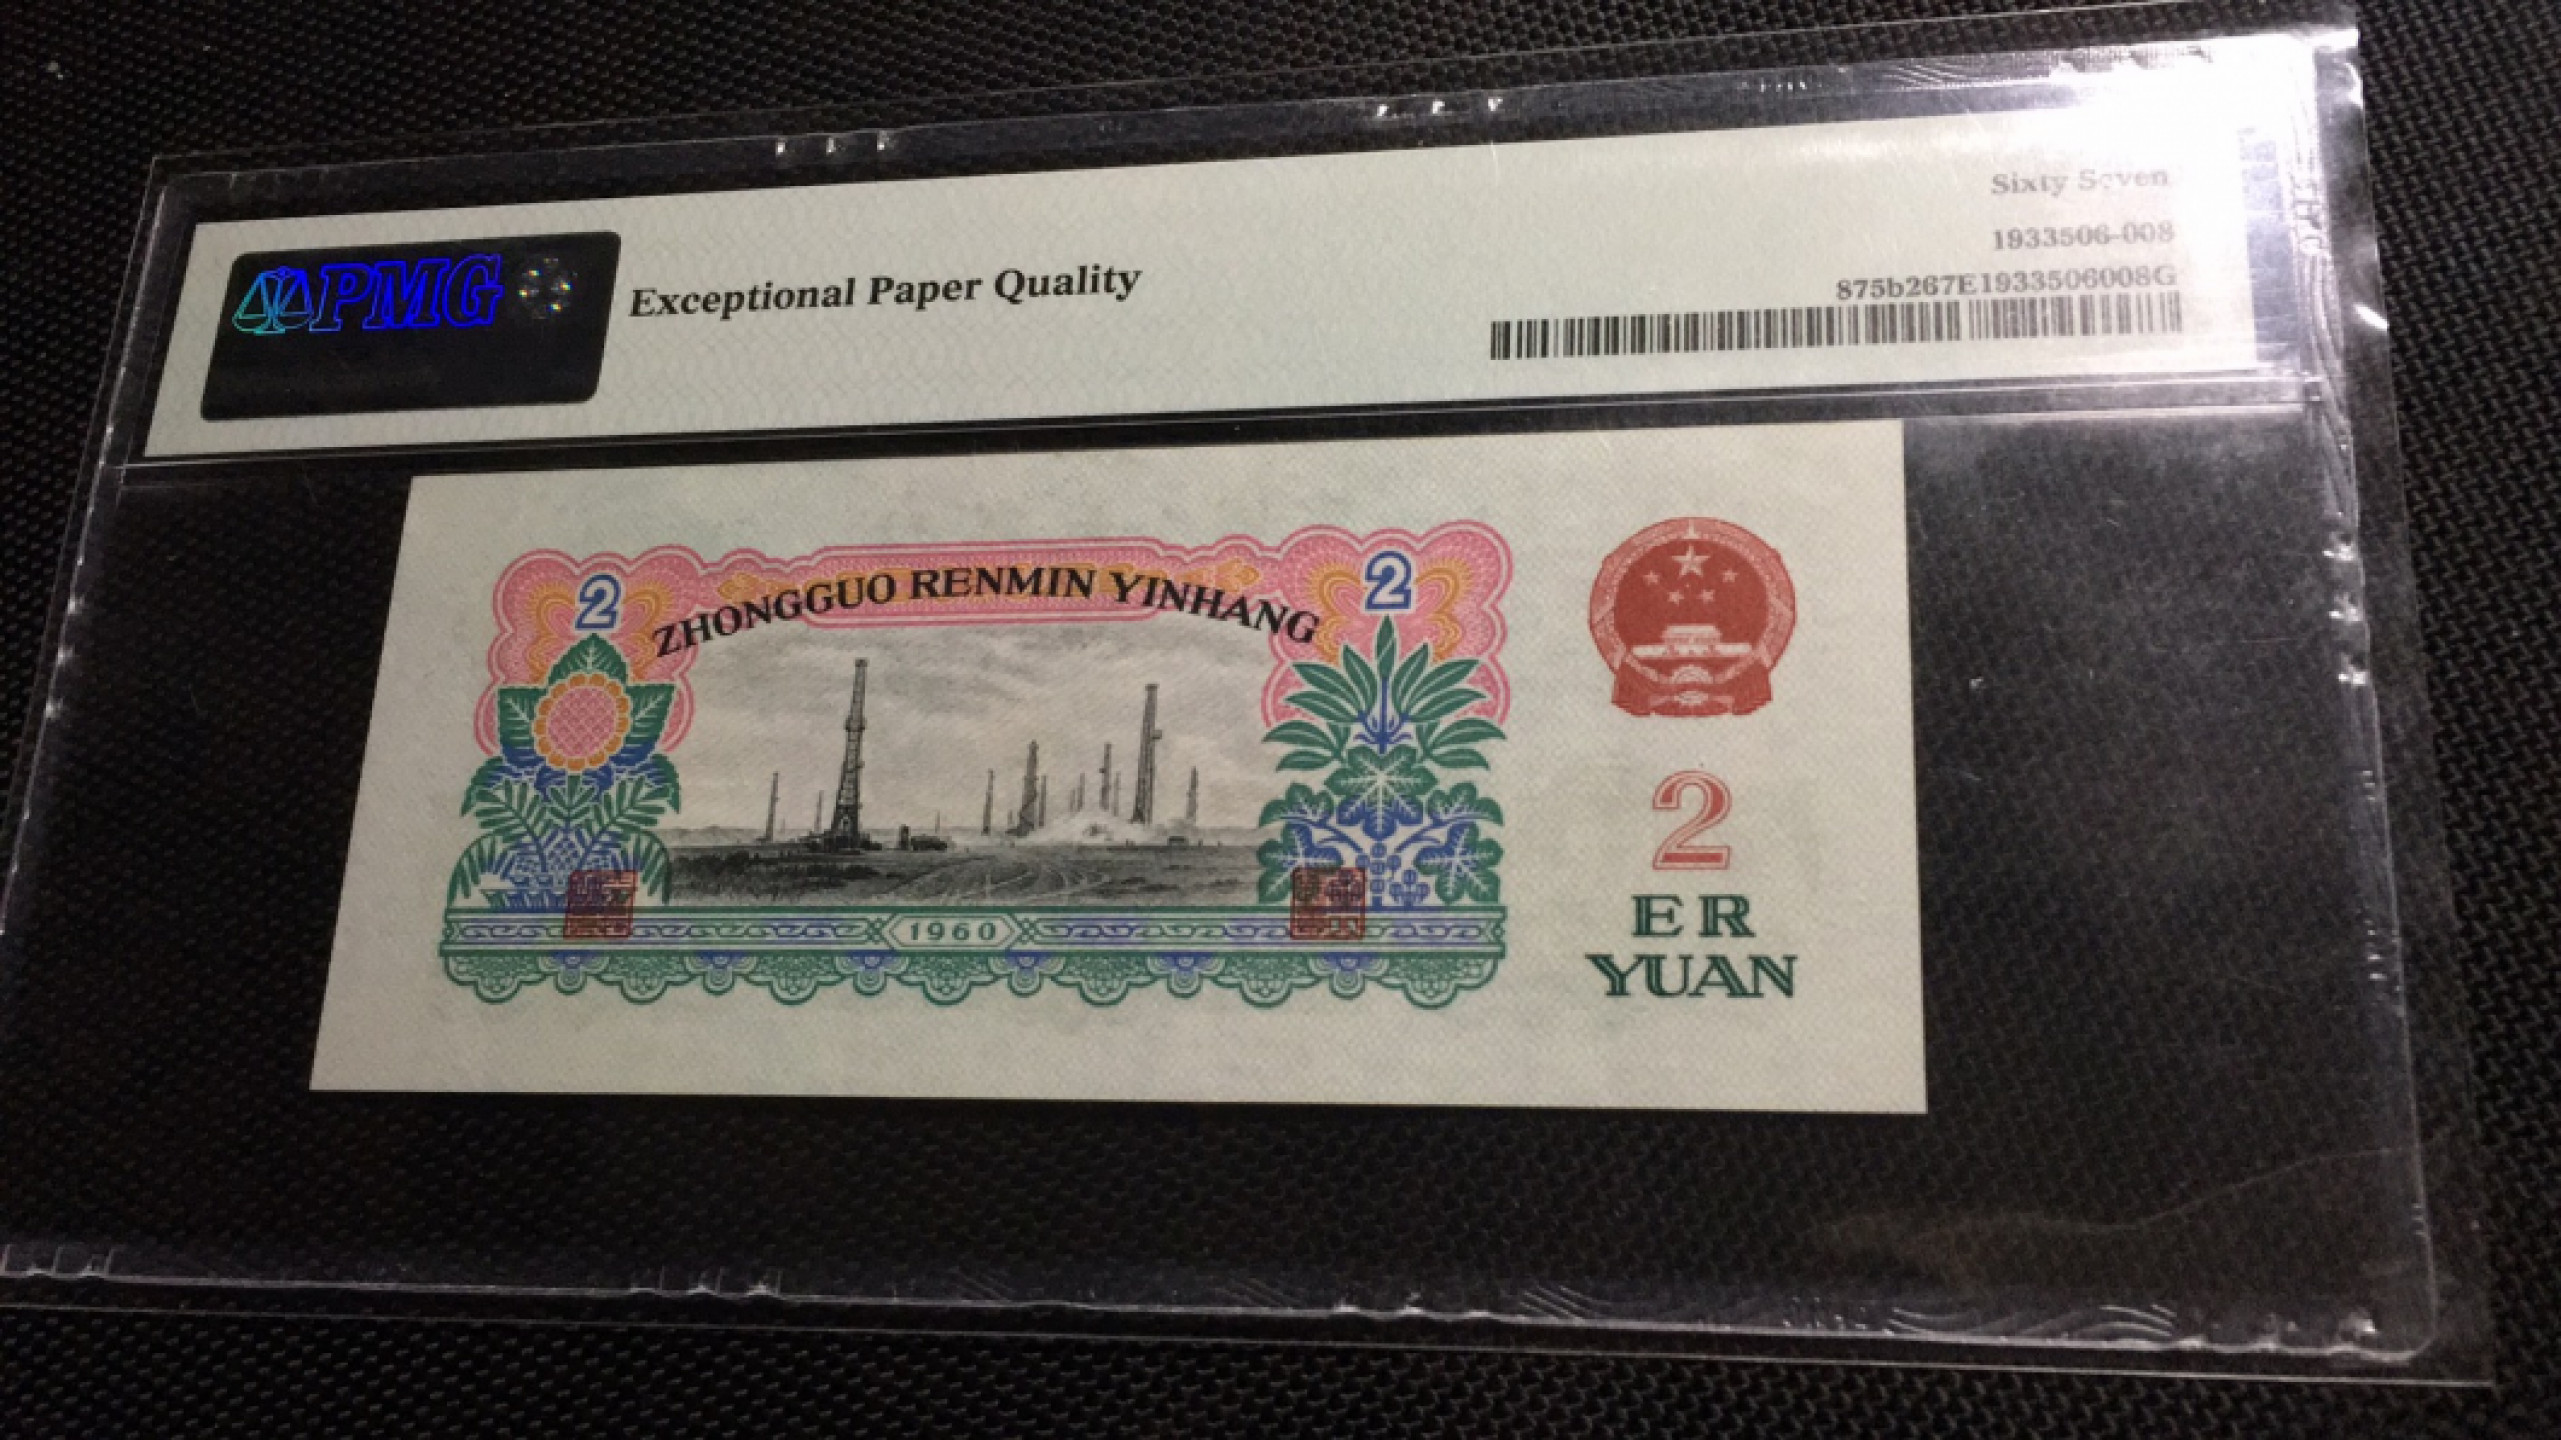 PMG
Exceptional Paper Quality
Sixty Seven
1933506-008
875b267E1933506008G
2
ZHONGGUO RENMIN YINHANG
2
1960
2
ER
YUAN